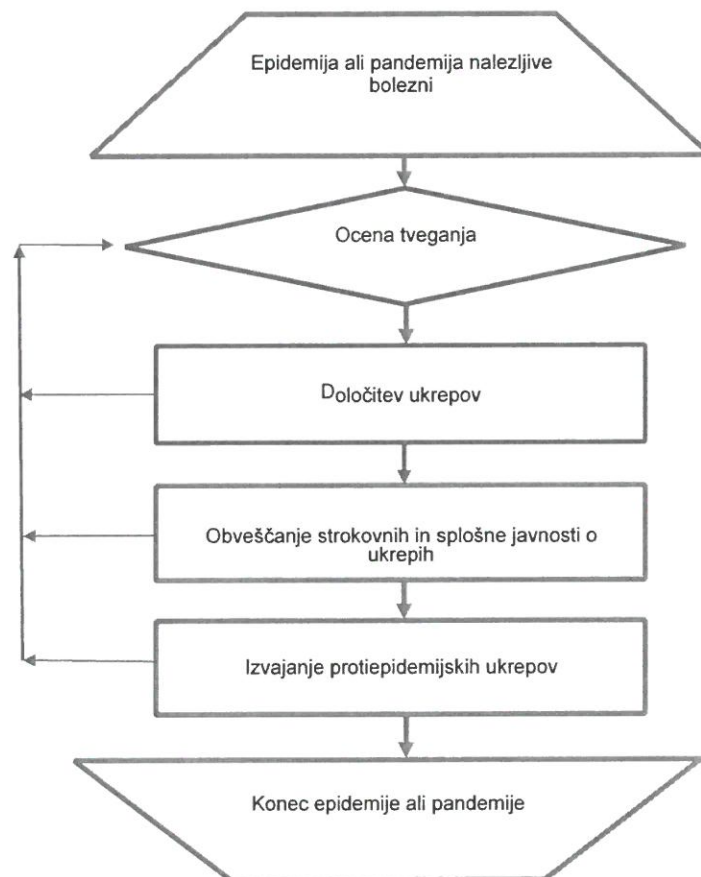 Epidemija ali pandemija nalezljive
bolezni
Ocena tveganja
Določitev ukrepov
Obveščanje strokovnih in splošne javnosti o
ukrepih
Izvajanje protiepidemijskih ukrepov
Konec epidemije ali pandemije